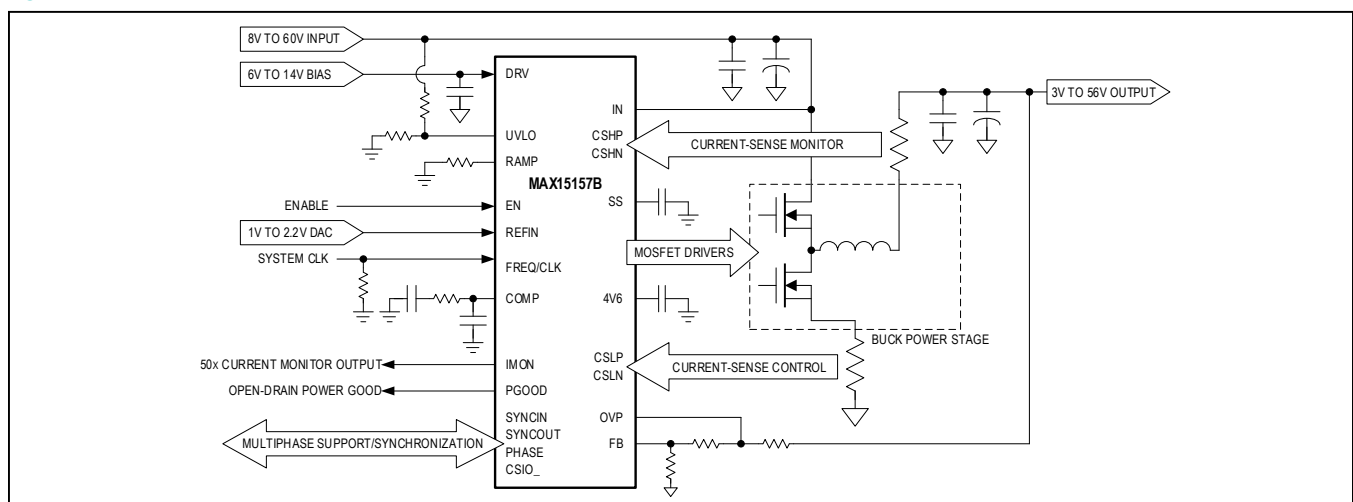 8V TO 60V INPUT
6V TO 14V BIAS
DRV
3V TO 56V OUTPUT
IN
UVLO
CSHP
CSHN
CURRENT-SENSE MONITOR
RAMP
MAX15157B
SS
ENABLE
EN
1V TO 2.2V DAC
REFIN
MOSFET DRIVERS
SYSTEM CLK
FREQ/CLK
COMP
4V6
BUCK POWER STAGE
50x CURRENT MONITOR OUTPUT
IMON
CSLP
CSLN
CURRENT-SENSE CONTROL
OPEN-DRAIN POWER GOOD
PGOOD
OVP
FB
MULTIPHASE SUPPORT/SYNCHRONIZATION
SYNCIN
SYNCOUT
PHASE
CSIO_